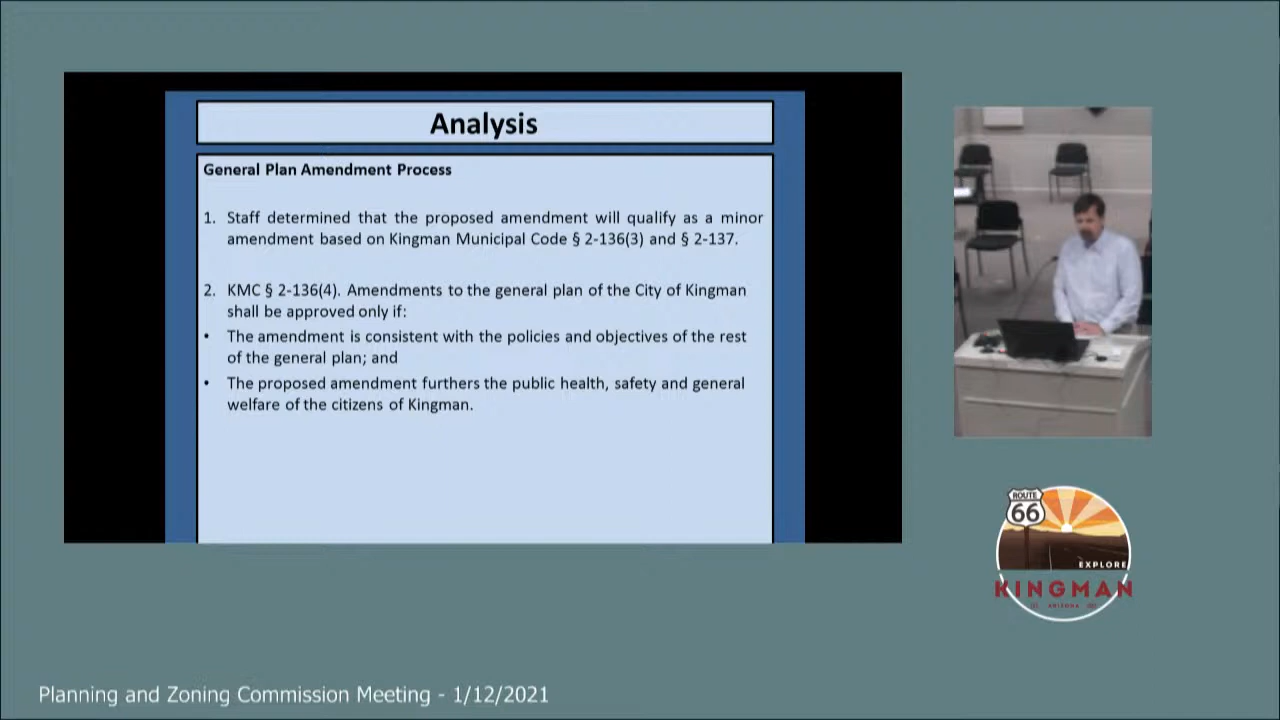 Analysis
General Plan Amendment Process
1. Staff determined that the proposed amendment will qualify as a minor
amendment based on Kingman Municipal Code § 2-136(3) and § 2-137.
2. KMC § 2-136(4). Amendments to the general plan of the City of Kingman
shall be approved only if:
• The amendment is consistent with the policies and objectives of the rest
of the general plan; and
• The proposed amendment furthers the public health, safety and general
welfare of the citizens of Kingman.
ROUTE
66
EXPLORE
KINGMAN
ARIZONA
Planning and Zoning Commission Meeting - 1/12/2021